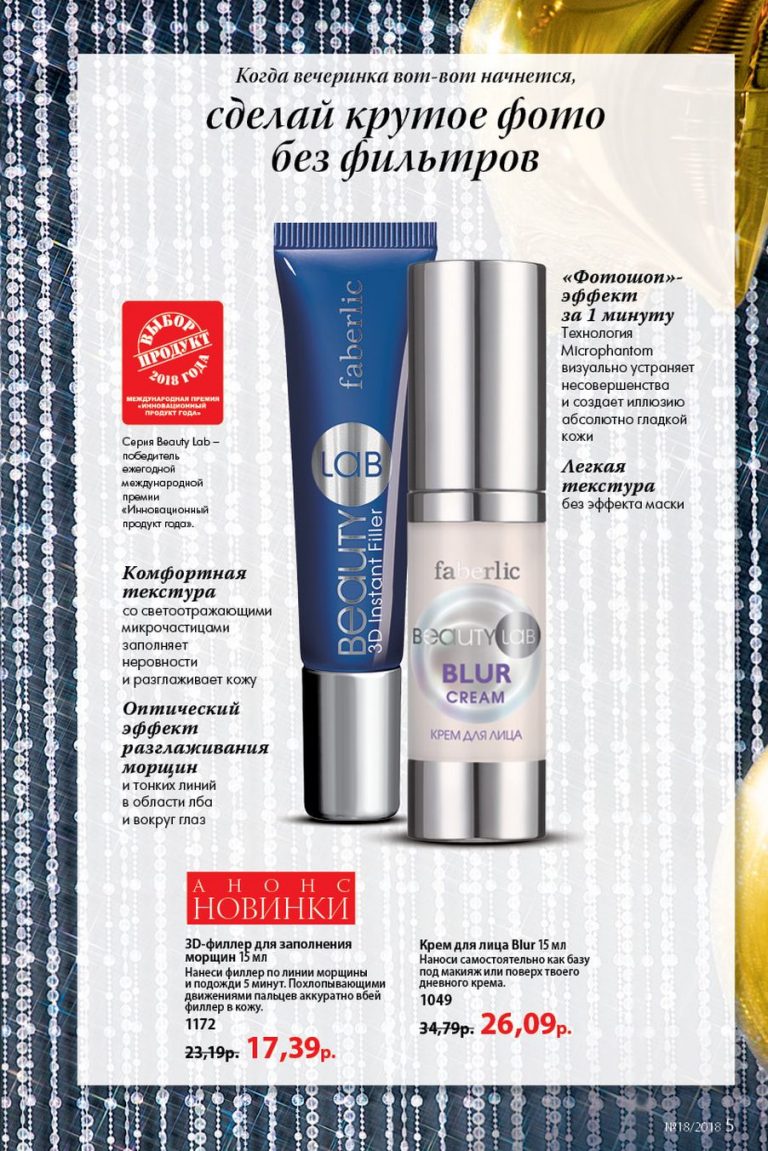 Когда вечеринка вот-вот начнется,
сделай крутое фото
без фильтров
«Фотошоп»-
эффект
за 1 минуту
Технология
Microphantom
визуально устраняет
несовершенства
и создает иллюзию
абсолютно гладкой
кожи
Легкая
текстура
без эффекта маски
ВЫБОР
ПРОДУКТ
2018 ГОДА
МЕЖДУНАРОДНАЯ ПРЕМИЯ
«ИННОВАЦИОННЫЙ
ПРОДУКТ ГОДА»
Серия Beauty Lab –
победитель
ежегодной
международной
премии
«Инновационный
продукт года».
Комфортная
текстура
со светоотражающими
микрочастицами
заполняет
неровности
и разглаживает кожу
Оптический
эффект
разглаживания
морщин
и тонких линий
в области лба
и вокруг глаз
faberlic
BEAUTY LAB
3D Instant Filler
faberlic
BEAUTY LAB
BLUR
CREAM
КРЕМ ДЛЯ ЛИЦА
АНОНС
НОВИНКИ
3D-филлер для заполнения
морщин 15 мл
Нанеси филлер по линии морщины
и подожди 5 минут. Похлопывающими
движениями пальцев аккуратно вбей
филлер в кожу.
1172
23,19р. 17,39р.
Крем для лица Blur 15 мл
Наноси самостоятельно как базу
под макияж или поверх твоего
дневного крема.
1049
34,79р. 26,09р.
№18/2018 5